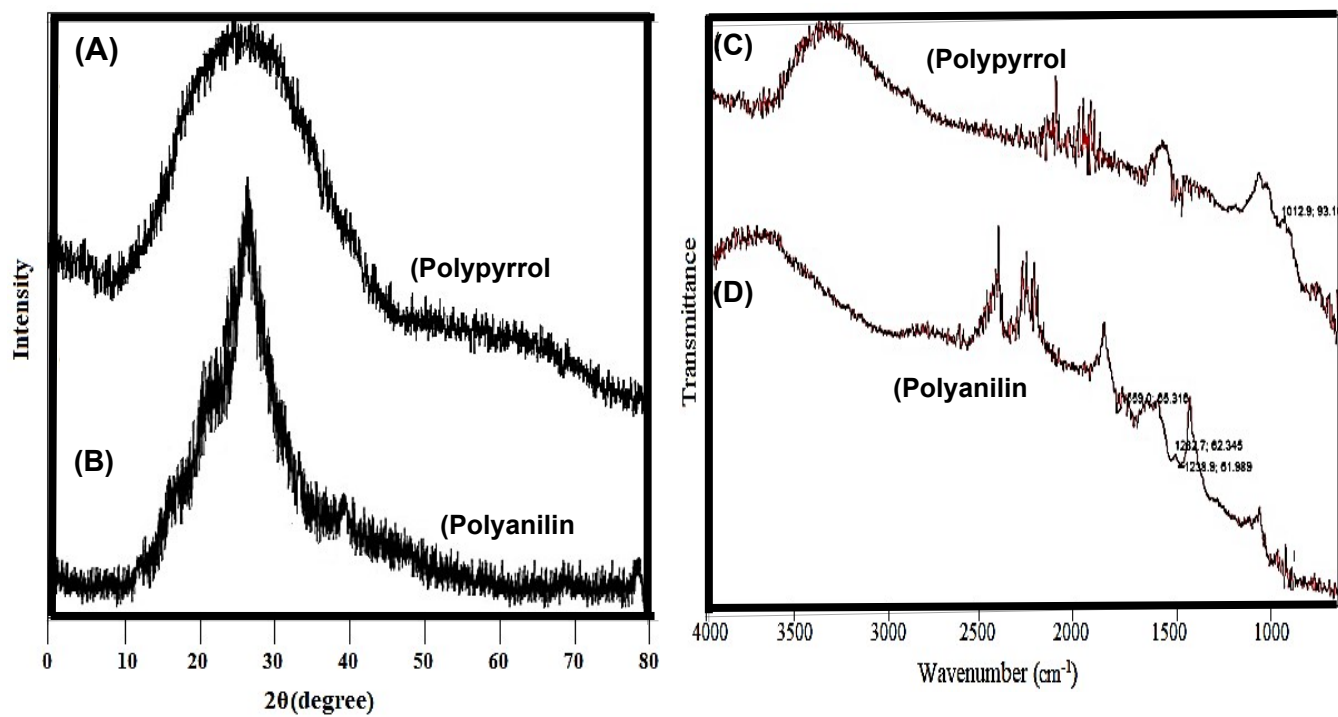 (A)
(Polypyrrol
(B)
(Polyanilin
Intensity
0 10 20 30 40 50 60 70 80
2θ(degree)
(C)
(Polypyrrol
1012.9; 93.1
(D)
(Polyanilin
1282.7; 62.345
1238.9; 61.989
Transmittance
4000 3500 3000 2500 2000 1500 1000
Wavenumber (cm-1)